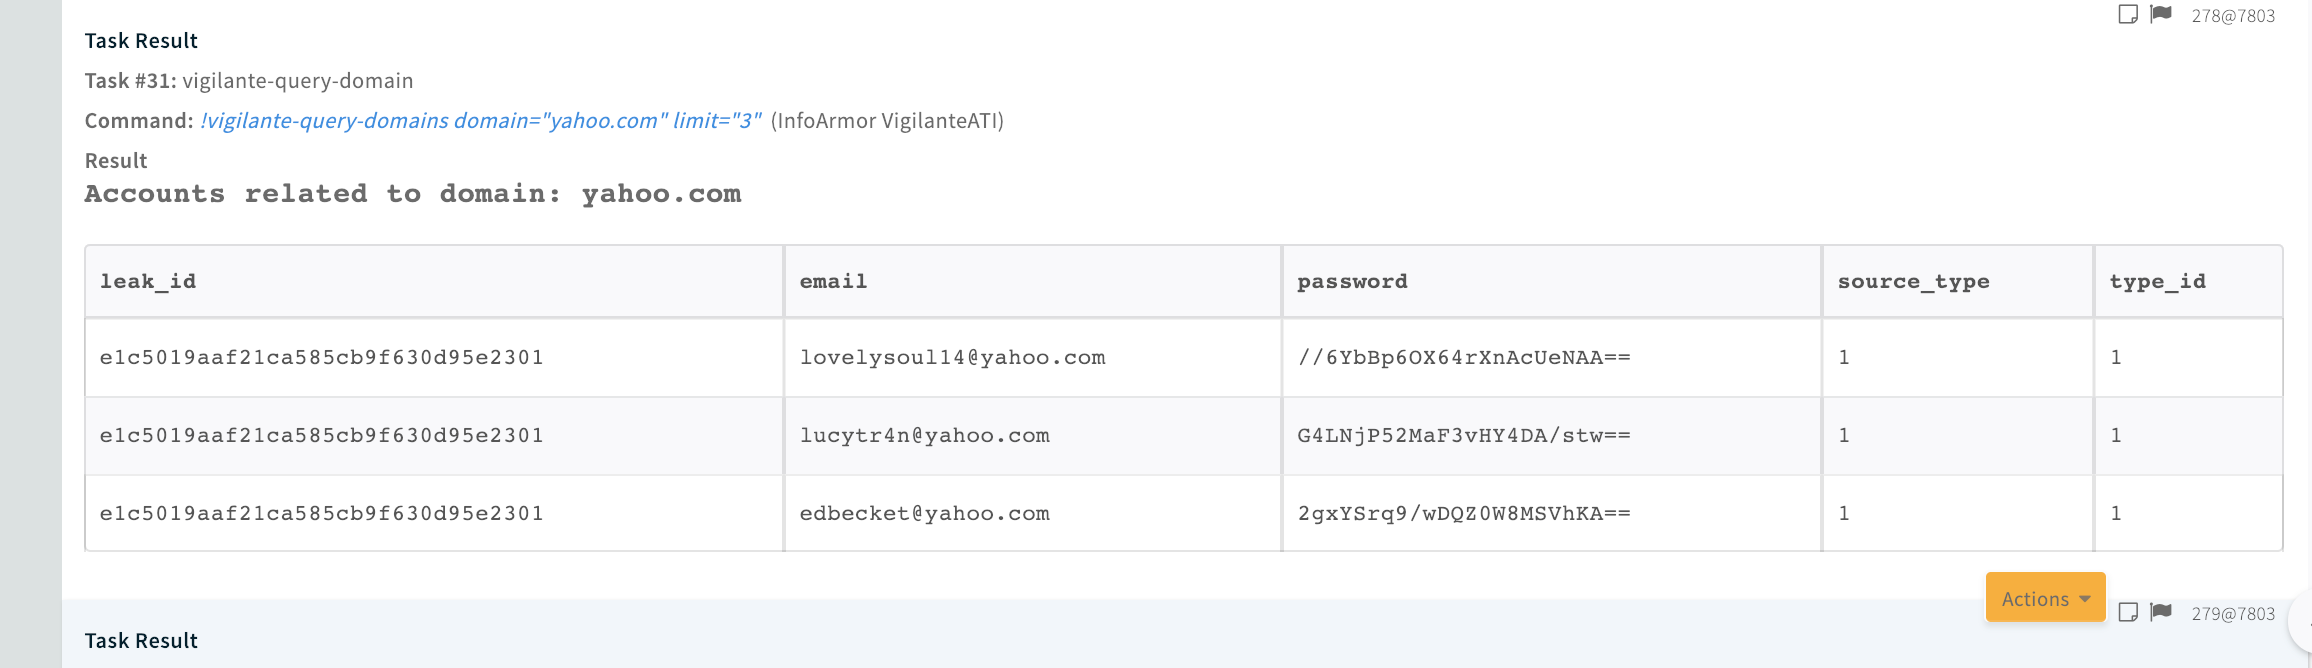 278@7803
Task Result
Task #31: vigilante-query-domain
Command: !vigilante-query-domains domain="yahoo.com" limit="3" (InfoArmor VigilanteATI)
Result
Accounts related to domain: yahoo.com
leak_id email password source_type type_id
e1c5019aaf21ca585cb9f630d95e2301 lovelysoul14@yahoo.com //6YbBp6OX64rXnAcUeNAA== 1 1
e1c5019aaf21ca585cb9f630d95e2301 lucytr4n@yahoo.com G4LNjP52MaF3vHY4DA/stw== 1 1
e1c5019aaf21ca585cb9f630d95e2301 edbecket@yahoo.com 2gxYSrq9/wDQZ0W8MSVhKA== 1 1
Actions 279@7803
Task Result